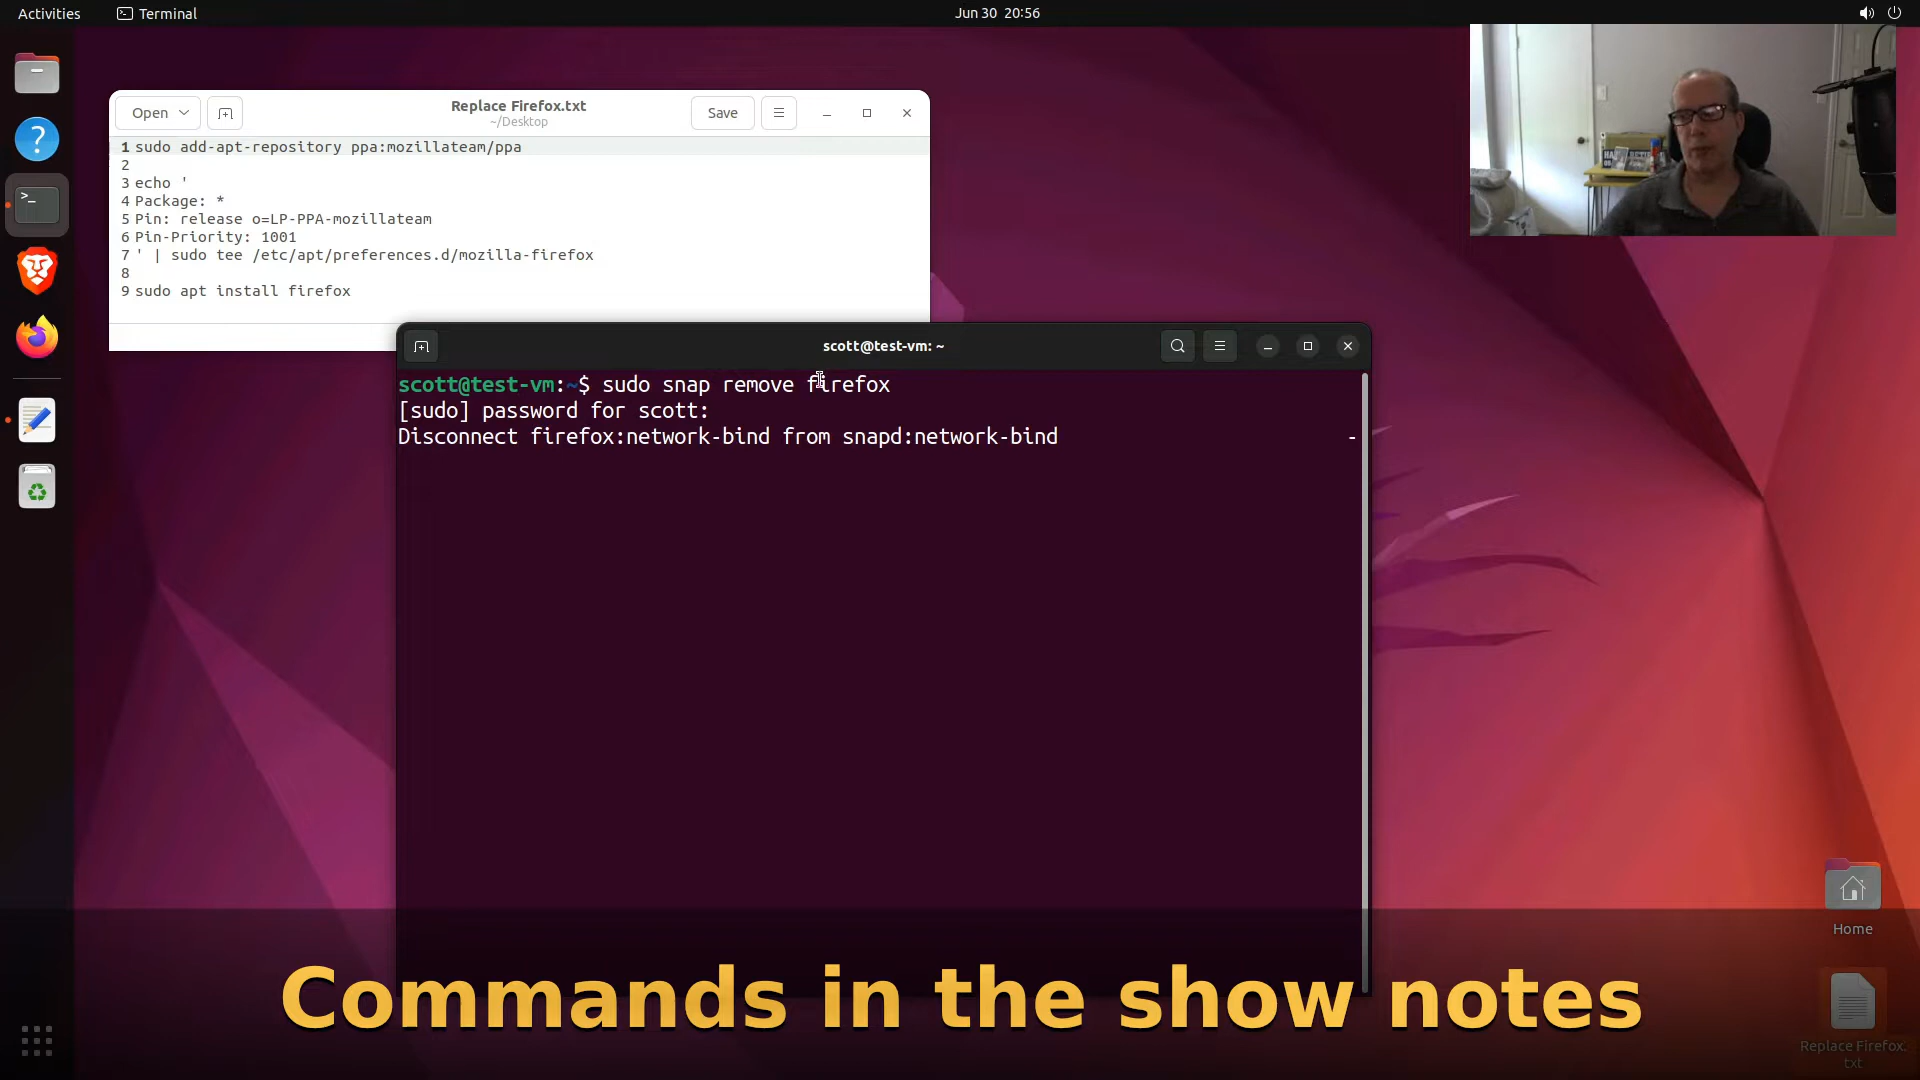 Activities
Terminal
Jun 30 20:56
Open
Replace Firefox.txt
~/Desktop
Save
1 sudo add-apt-repository ppa:mozillateam/ppa
2
3 echo '
4 Package: *
5 Pin: release o=LP-PPA-mozillateam
6 Pin-Priority: 1001
7 ' | sudo tee /etc/apt/preferences.d/mozilla-firefox
8
9 sudo apt install firefox
scott@test-vm: ~
scott@test-vm:~$ sudo snap remove firefox
[sudo] password for scott:
Disconnect firefox:network-bind from snapd:network-bind -
Home
Commands in the show notes
Replace Firefox.
txt